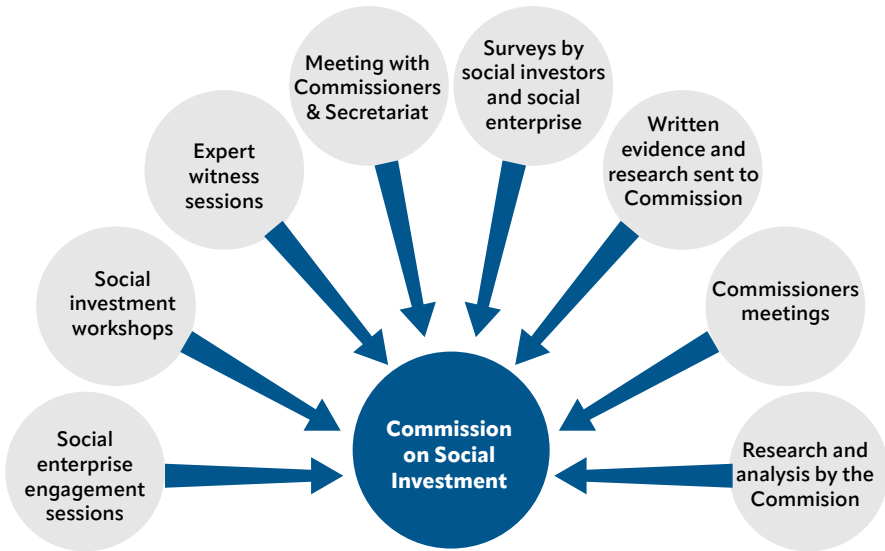 Social
enterprise
engagement
sessions
Social
investment
workshops
Expert
witness
sessions
Meeting with
Commissioners
& Secretariat
Surveys by
social investors
and social
enterprise
Written
evidence and
research sent to
Commission
Commissioners
meetings
Research and
analysis by the
Commision
Commission
on Social
Investment